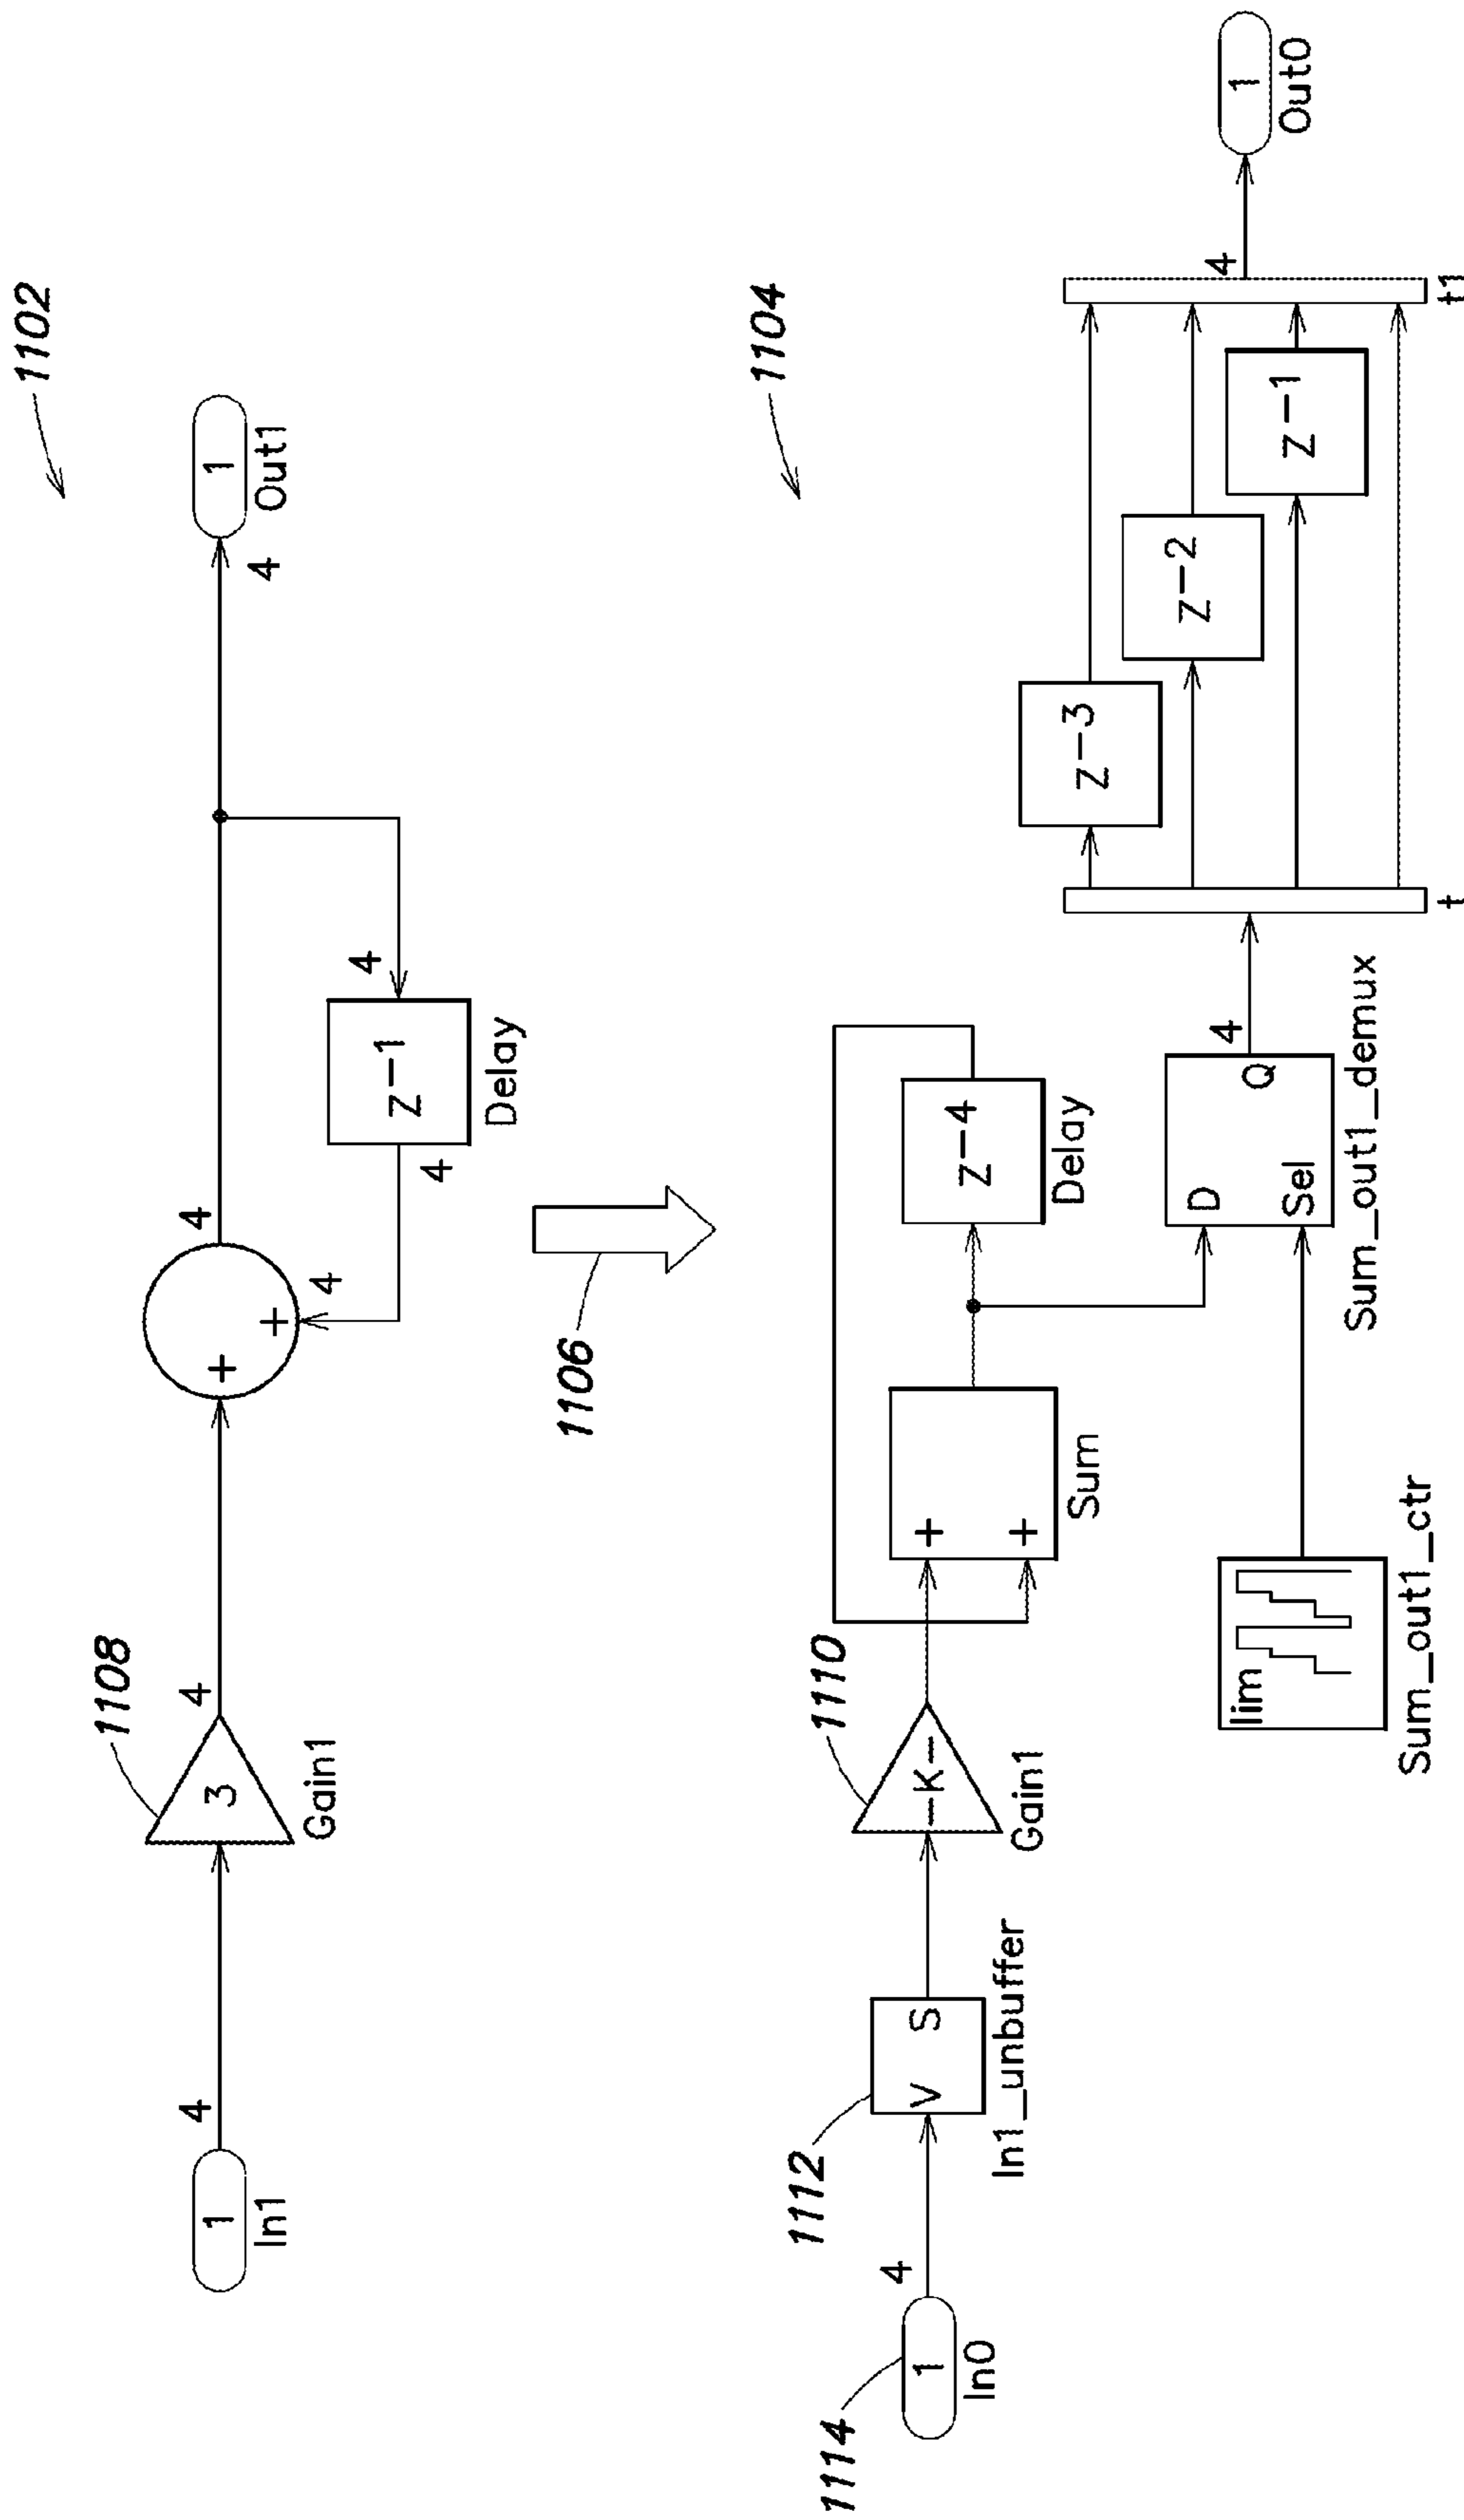 1102
1108
1
In1
4
3
Gain1
4
+
+
4
4
z-1
Delay
4
4
4
1
Out1
1106
1104
1114
1
In0
4
1112
V S
In1_unbuffer
1110
-K-
Gain1
+
+
Sum
z-4
Delay
lim
Sum_out1_ctr
D
Sel
Q
4
Sum_out1_demux
t
z-3
z-2
z-1
t1
4
1
Out0